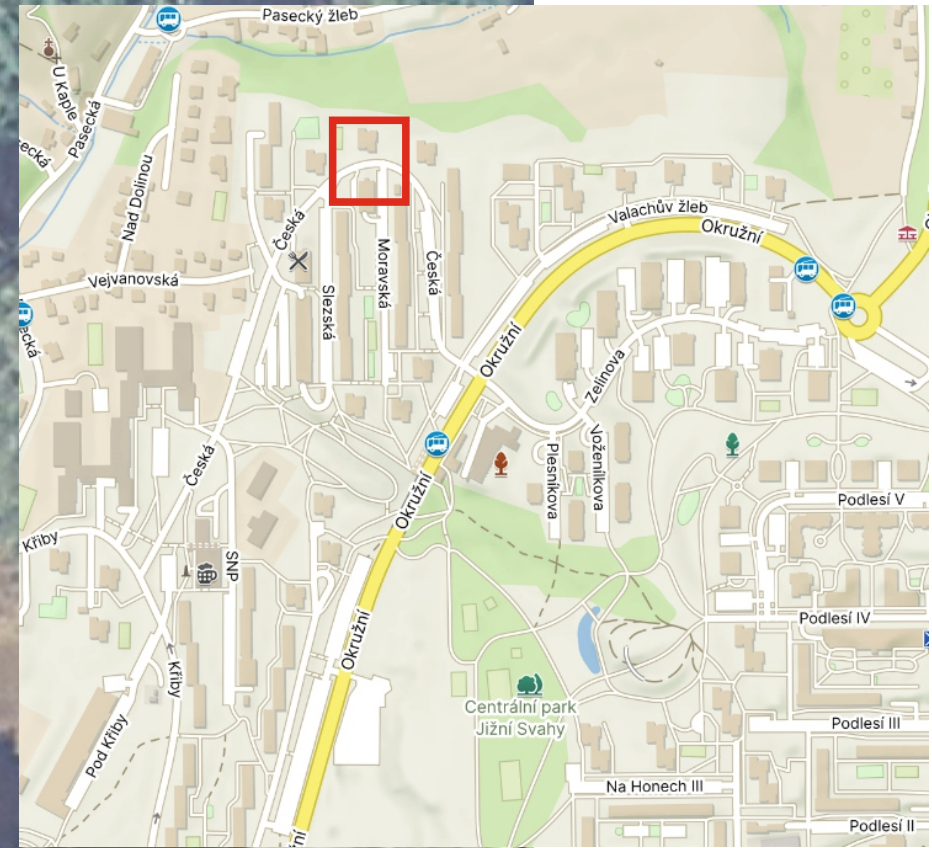 Pasecký žleb
U Kaple
Pasecká
Nad Dolinou
Česká
Moravská
Česká
Slezská
Vejvanovská
Valachův žleb
Okružní
Okružní
Zelinova
Česká
Plesníkova
Voženílkova
Okružní
Podlesí V
Křiby
SNP
Podlesí IV
Okružní
Křiby
Centrální park
Jižní Svahy
Pod Křiby
Podlesí III
Na Honech III
Podlesí II